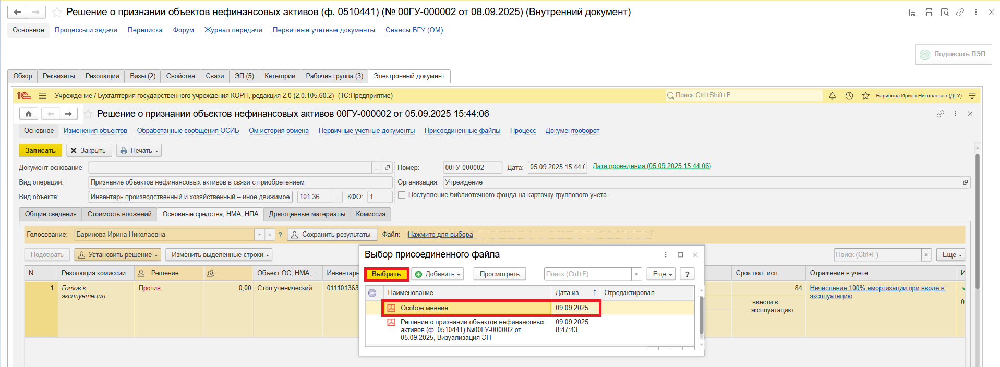 Решение о признании объектов нефинансовых активов (ф. 0510441) (№ 00ГУ-000002 от 08.09.2025) (Внутренний документ)
Основное Процессы и задачи Переписка Форум Журнал передачи Первичные учетные документы Сеансы БГУ (ОМ)
Подписать ПЭП
Обзор Реквизиты Резолюции Визы (2) Свойства Связи ЭП (5) Категории Рабочая группа (3) Электронный документ
1С Учреждение / Бухгалтерия государственного учреждения КОРП, редакция 2.0 (2.0.105.60.2) (1С:Предприятие) Поиск Ctrl+Shift+F Баринова Ирина Николаевна (ДГУ)
Решение о признании объектов нефинансовых активов 00ГУ-000002 от 05.09.2025 15:44:06
Основное Изменения объектов Обработанные сообщения ОСИБ Ом история обмена Первичные учетные документы Присоединенные файлы Процесс Документооборот
Записать Закрыть Печать
Документ-основание: ... Номер: 00ГУ-000002 Дата: 05.09.2025 15:44:0 Дата проведения (05.09.2025 15:44:06)
Вид операции: Признание объектов нефинансовых активов в связи с приобретением Организация: Учреждение
Вид объекта: Инвентарь производственный и хозяйственный – иное движимое 101.36 ... КФО: 1 Поступление библиотечного фонда на карточку группового учета
Общие сведения Стоимость вложений Основные средства, НМА, НПА Драгоценные материалы Комиссия
Голосование: Баринова Ирина Николаевна × ? Сохранить результаты Файл: Нажмите для выбора
Подобрать Установить решение Изменить выделенные строки Поиск (Ctrl+F) × Еще
N Резолюция комиссии Решение Объект ОС, НМА,... Инвентарн Срок пол. исп. Отражение в учете И
1 Готов к эксплуатации Против 0,00 Стол ученический 011101363 84 Начисление 100% амортизации при вводе в эксплуатацию
ввести в эксплуатацию 0
Выбор присоединенного файла
Выбрать Добавить Просмотреть Поиск (Ctrl+F) × Еще ?
Наименование Дата из... ↑ Отредактировал
Особое мнение 09.09.2025...
Решение о признании объектов нефинансовых 09.09.2025
активов (ф. 0510441) №00ГУ-000002 от 8:47:43
05.09.2025, Визуализация ЭП